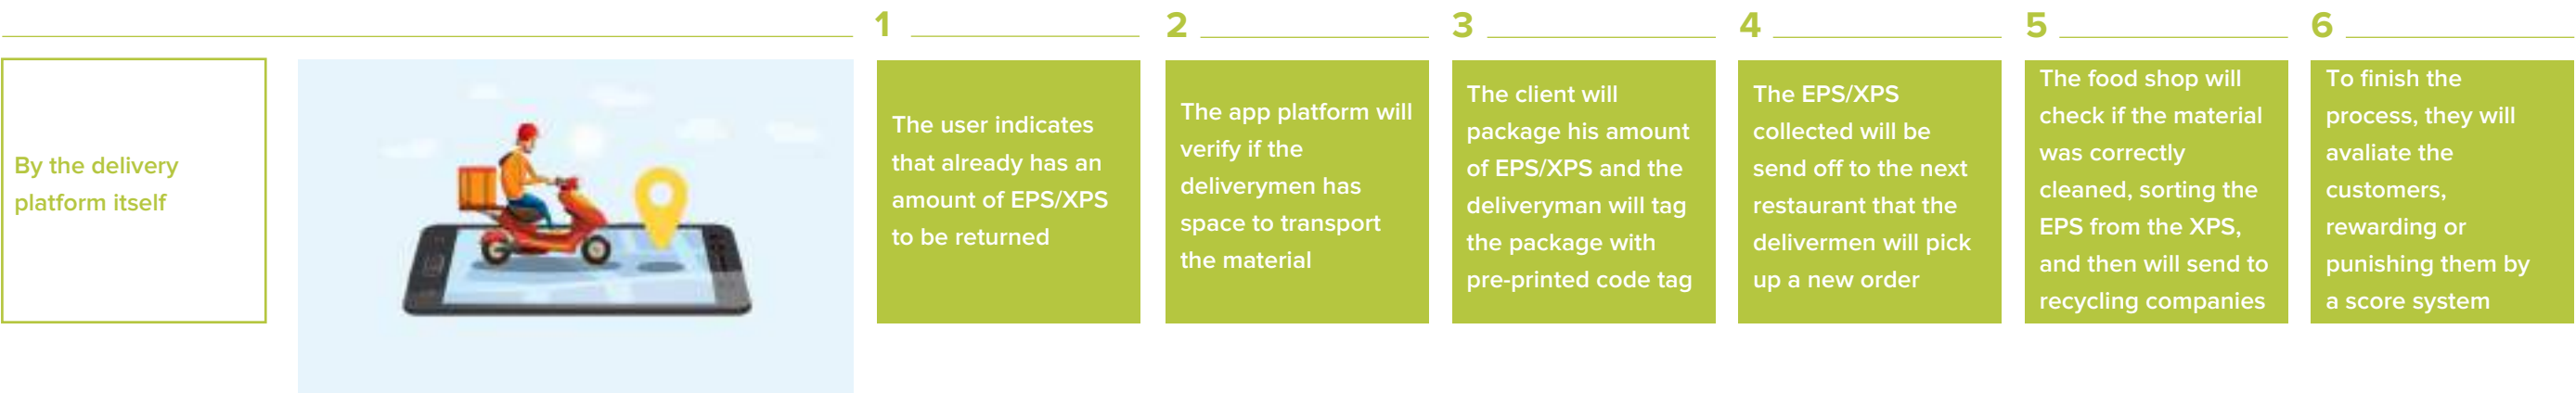 By the delivery
platform itself
1
The user indicates
that already has an
amount of EPS/XPS
to be returned
2
The app platform will
verify if the
deliverymen has
space to transport
the material
3
The client will
package his amount
of EPS/XPS and the
deliveryman will tag
the package with
pre-printed code tag
4
The EPS/XPS
collected will be
send off to the next
restaurant that the
delivermen will pick
up a new order
5
The food shop will
check if the material
was correctly
cleaned, sorting the
EPS from the XPS,
and then will send to
recycling companies
6
To finish the
process, they will
avaliate the
customers,
rewarding or
punishing them by
a score system